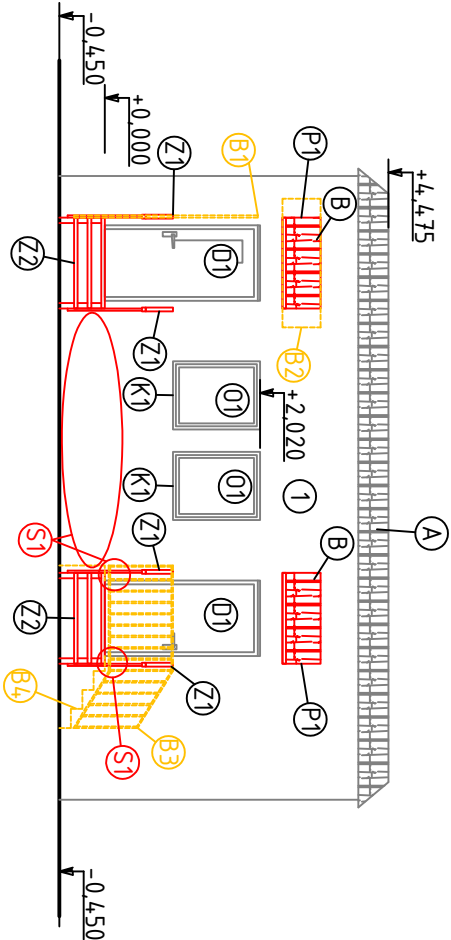 +4,475
A
P1
B
B2
B1
Z1
D1
+0,000
-0,450
Z2
Z1
+2,020
O1
K1
O1
K1
1
B
P1
Z1
S1
D1
Z2
Z1
B4
B3
S1
-0,450